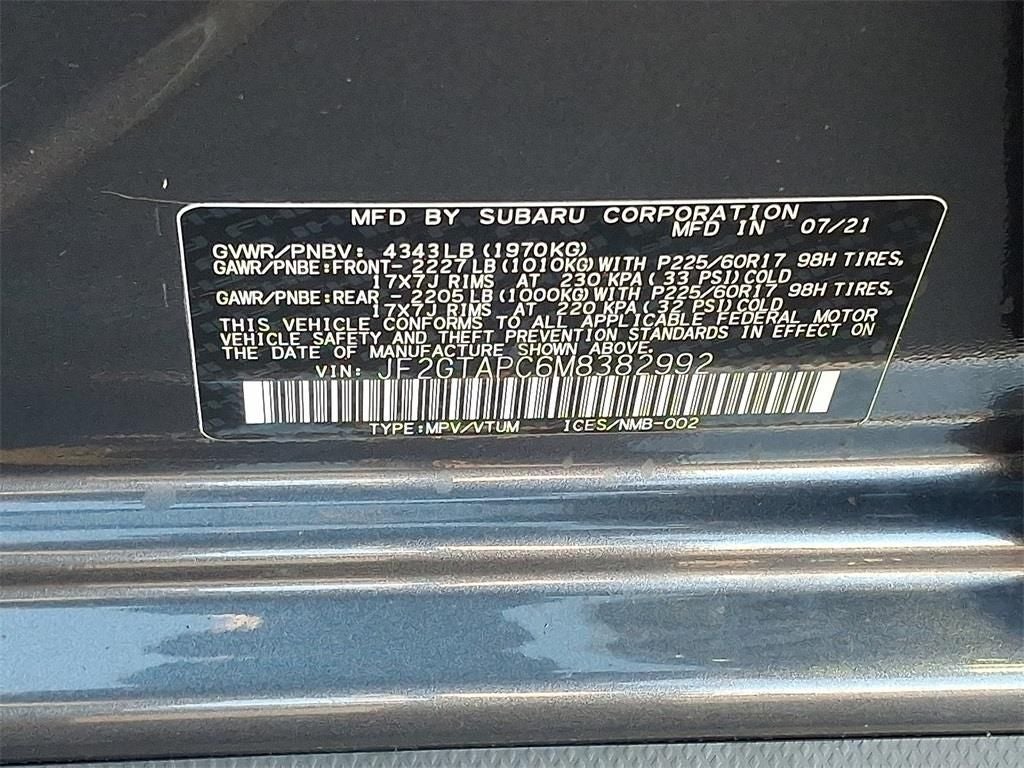 MFD BY SUBARU CORPORATION
MFD IN 07/21
GVWR/PNBV: 4343LB (1970KG)
GAWR/PNBE:FRONT- 2227LB(1010KG)WITH P225/60R17 98H TIRES,
17X7J RIMS AT 230 KPA( 33 PSI)COLD
GAWR/PNBE:REAR - 2205LB(1000KG)WITH P225/60R17 98H TIRES,
17X7J RIMS AT 220 KPA( 32 PSI)COLD
THIS VEHICLE CONFORMS TO ALL APPLICABLE FEDERAL MOTOR
VEHICLE SAFETY AND THEFT PREVENTION STANDARDS IN EFFECT ON
THE DATE OF MANUFACTURE SHOWN ABOVE.
VIN: JF2GTAPC6M8382992
TYPE:MPV/VTUM ICES/NMB-002